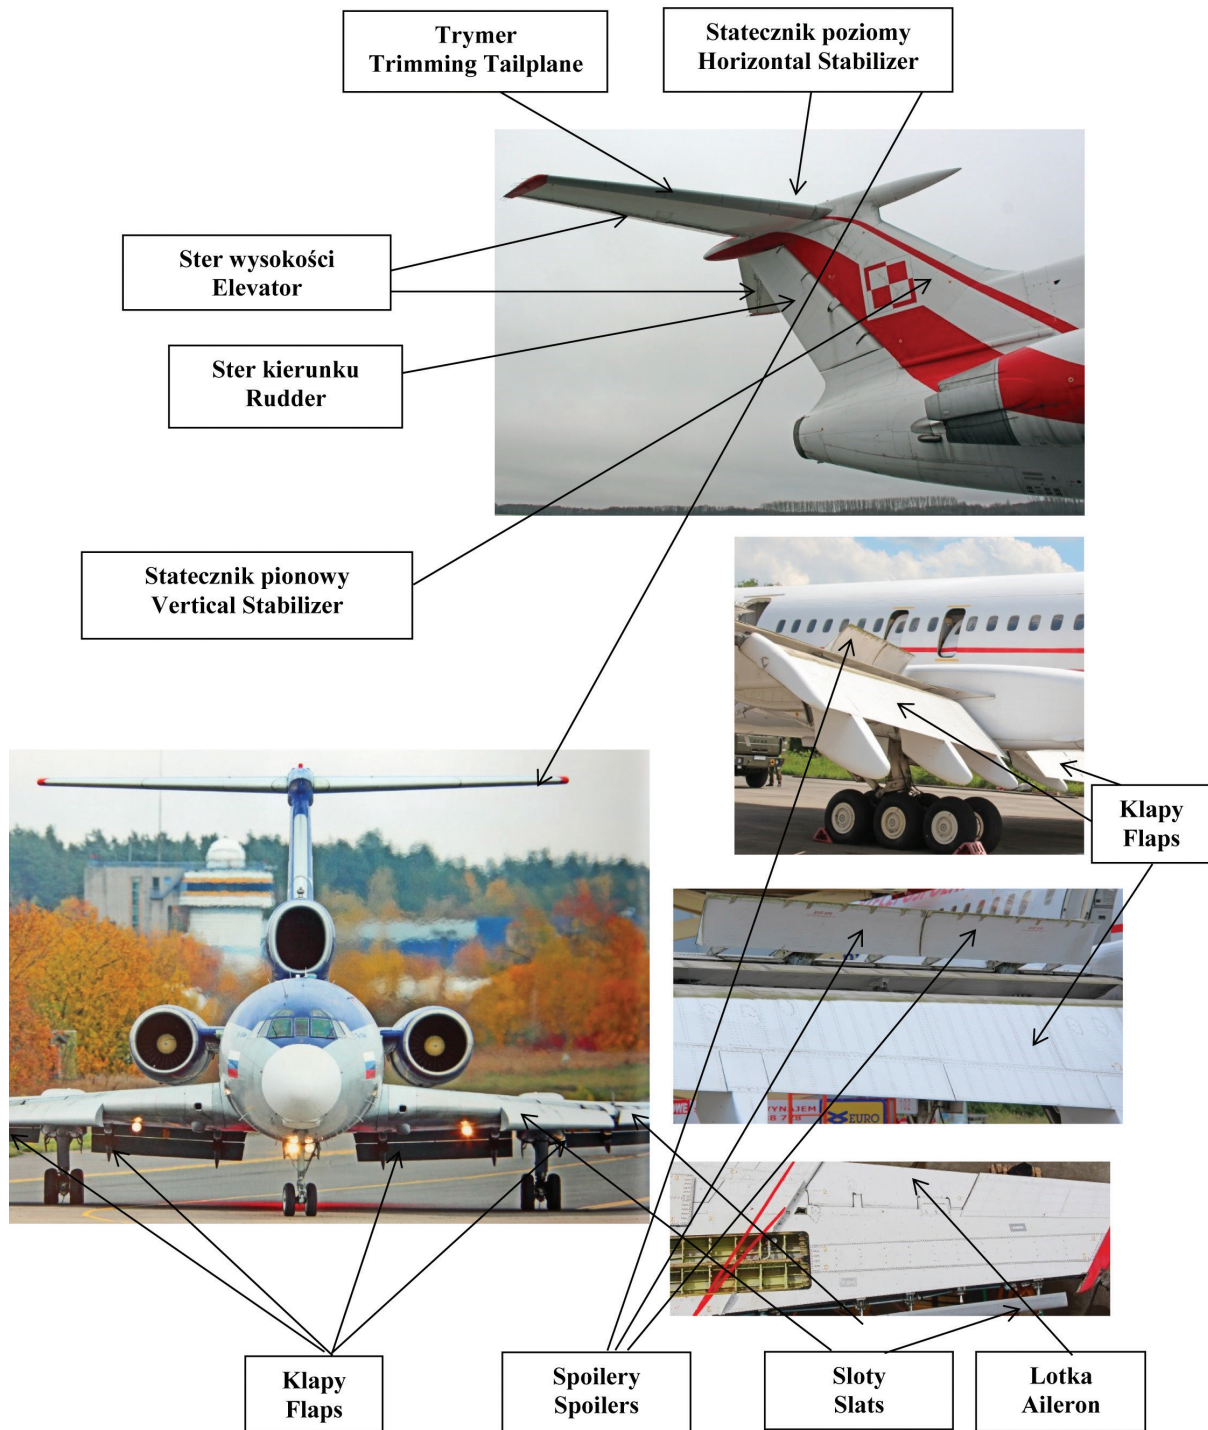 Trymer
Trimming Tailplane
Statecznik poziomy
Horizontal Stabilizer
Ster wysokości
Elevator
Ster kierunku
Rudder
Statecznik pionowy
Vertical Stabilizer
Klapy
Flaps
EURO
Klapy
Flaps
Spoilery
Spoilers
Sloty
Slats
Lotka
Aileron